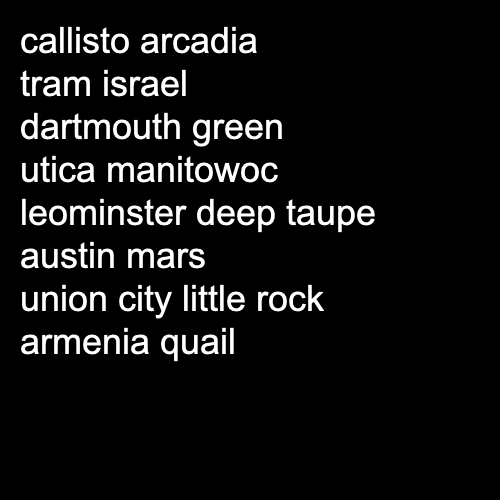 callisto arcadia
tram israel
dartmouth green
utica manitowoc
leominster deep taupe
austin mars
union city little rock
armenia quail